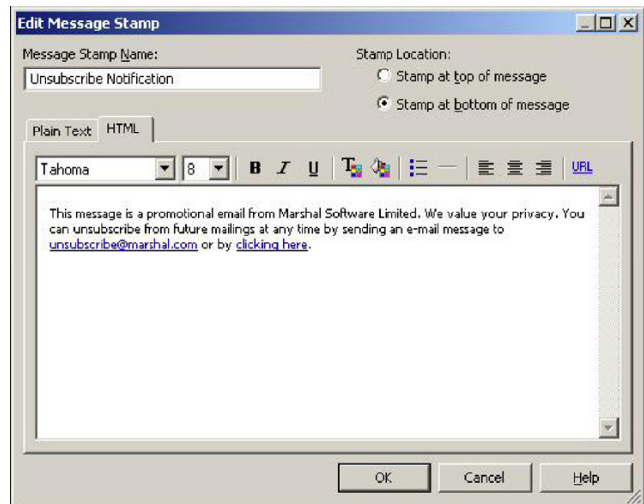 Edit Message Stamp
Message Stamp Name:
Stamp Location:
Unsubscribe Notification
Stamp at top of message
Stamp at bottom of message
Plain Text HTML
Tahoma 8 B I U URL
This message is a promotional email from Marshal Software Limited. We value your privacy. You
can unsubscribe from future mailings at any time by sending an e-mail message to
unsubscribe@marshal.com or by clicking here.
OK Cancel Help